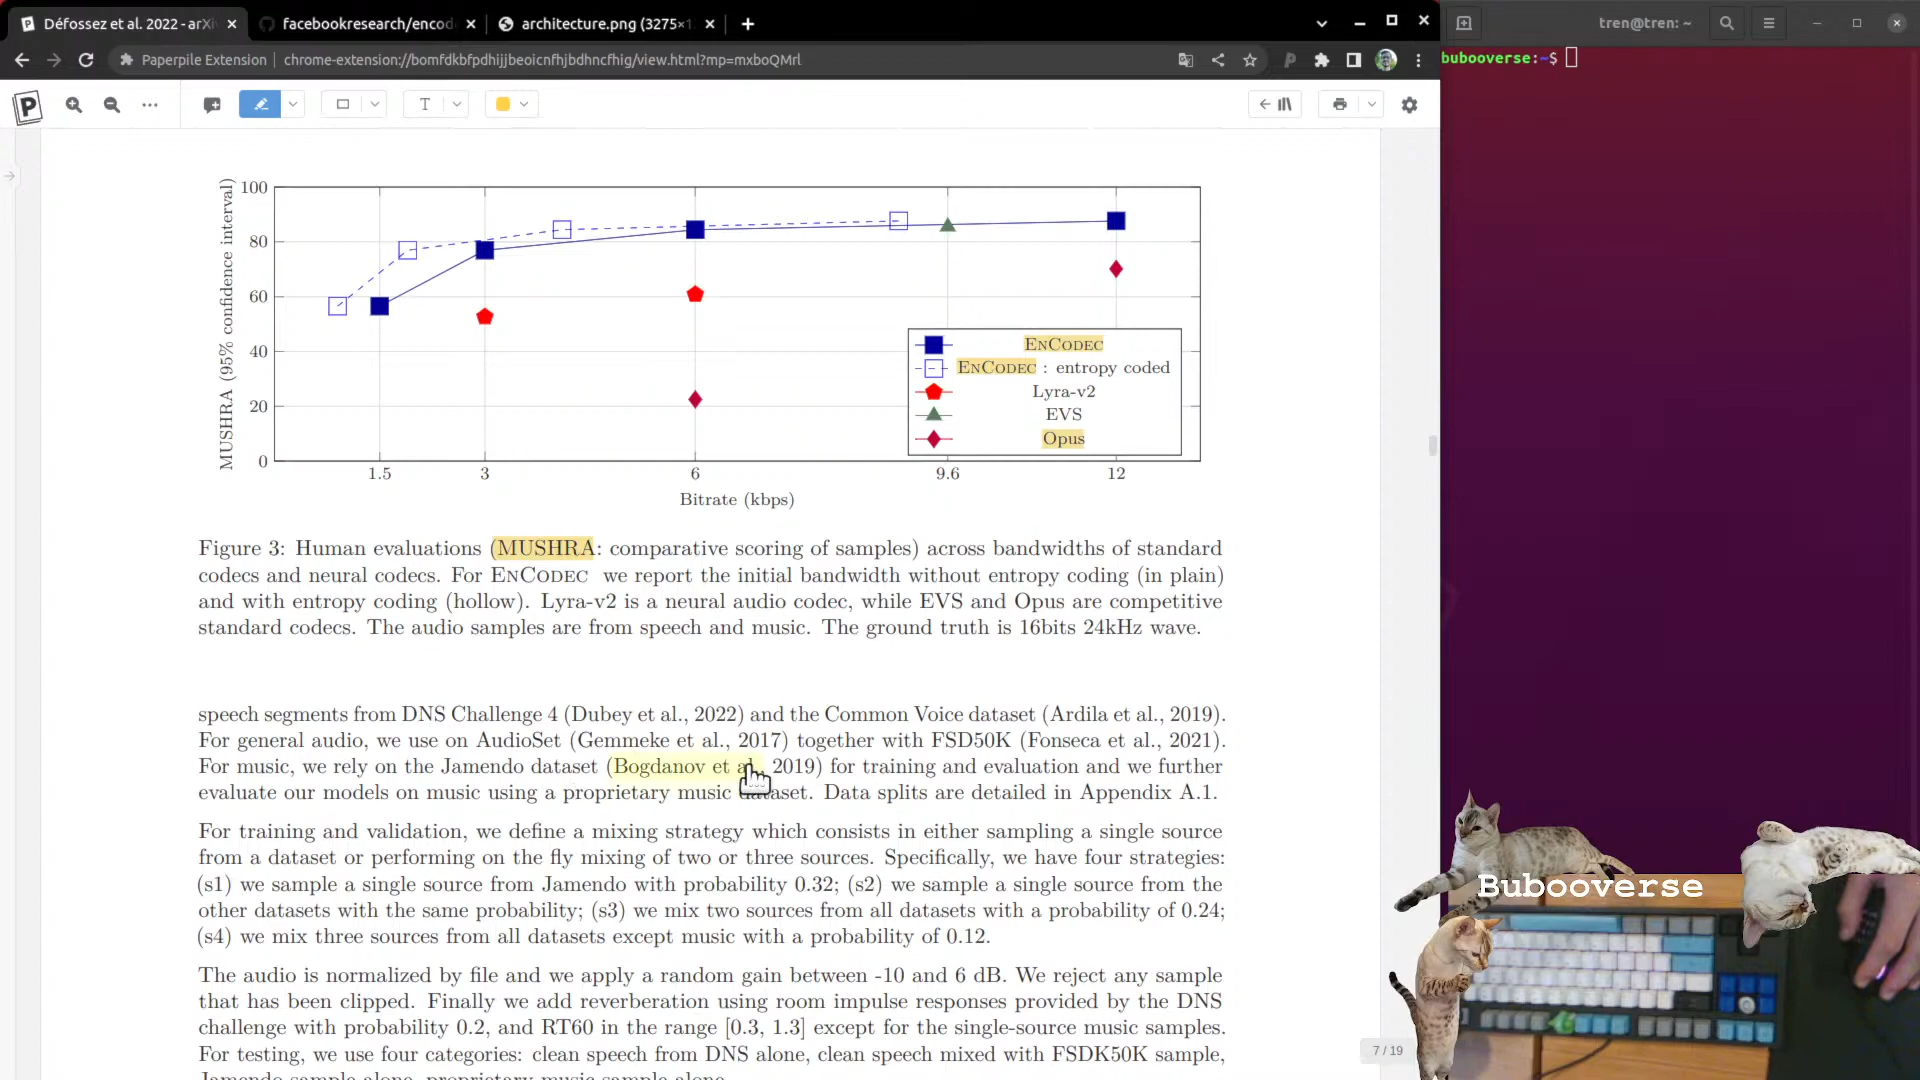 Défossez et al. 2022 - arXi
facebookresearch/encode
architecture.png (3275×1
tren@tren: ~
Paperpile Extension
chrome-extension://bomfdkbfpdhijjbeoicnfhjbdhncfhig/view.html?mp=mxboQMrl
bubooverse:~$
P
T
MUSHRA (95% confidence interval)
100
80
60
40
20
0
1.5 3 6 9.6 12
Bitrate (kbps)
ENCODEC
ENCODEC : entropy coded
Lyra-v2
EVS
Opus
Figure 3: Human evaluations (MUSHRA: comparative scoring of samples) across bandwidths of standard
codecs and neural codecs. For ENCODEC we report the initial bandwidth without entropy coding (in plain)
and with entropy coding (hollow). Lyra-v2 is a neural audio codec, while EVS and Opus are competitive
standard codecs. The audio samples are from speech and music. The ground truth is 16bits 24kHz wave.
speech segments from DNS Challenge 4 (Dubey et al., 2022) and the Common Voice dataset (Ardila et al., 2019).
For general audio, we use on AudioSet (Gemmeke et al., 2017) together with FSD50K (Fonseca et al., 2021).
For music, we rely on the Jamendo dataset (Bogdanov et al., 2019) for training and evaluation and we further
evaluate our models on music using a proprietary music dataset. Data splits are detailed in Appendix A.1.
For training and validation, we define a mixing strategy which consists in either sampling a single source
from a dataset or performing on the fly mixing of two or three sources. Specifically, we have four strategies:
(s1) we sample a single source from Jamendo with probability 0.32; (s2) we sample a single source from the
other datasets with the same probability; (s3) we mix two sources from all datasets with a probability of 0.24;
(s4) we mix three sources from all datasets except music with a probability of 0.12.
The audio is normalized by file and we apply a random gain between -10 and 6 dB. We reject any sample
that has been clipped. Finally we add reverberation using room impulse responses provided by the DNS
challenge with probability 0.2, and RT60 in the range [0.3, 1.3] except for the single-source music samples.
For testing, we use four categories: clean speech from DNS alone, clean speech mixed with FSDK50K sample,
Jamendo sample alone, proprietary music sample alone.
7 / 19
Bubooverse